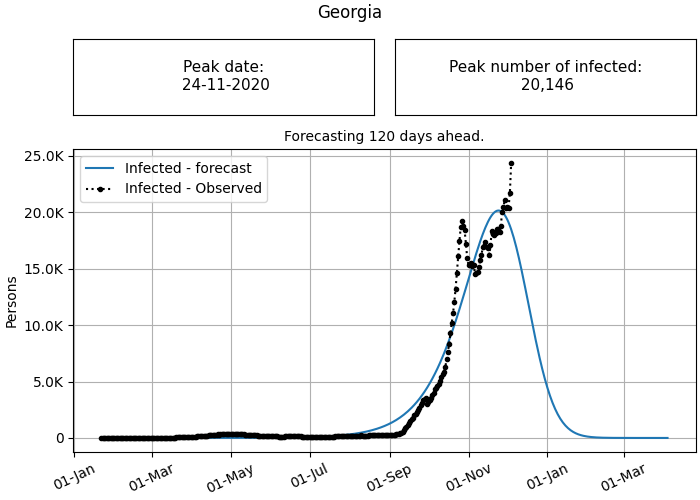 Georgia
Peak date:
24-11-2020
Peak number of infected:
20,146
Forecasting 120 days ahead.
25.0K
20.0K
15.0K
10.0K
5.0K
0
Persons
Infected - forecast
Infected - Observed
01-Jan
01-Mar
01-May
01-Jul
01-Sep
01-Nov
01-Jan
01-Mar